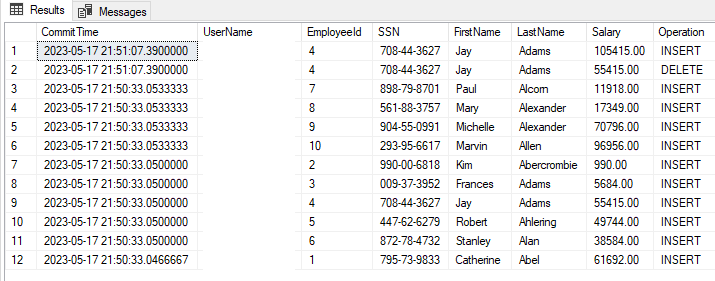 Results Messages
CommitTime UserName EmployeeId SSN FirstName LastName Salary Operation
1 2023-05-17 21:51:07.3900000 4 708-44-3627 Jay Adams 105415.00 INSERT
2 2023-05-17 21:51:07.3900000 4 708-44-3627 Jay Adams 55415.00 DELETE
3 2023-05-17 21:50:33.0533333 7 898-79-8701 Paul Alcorn 11918.00 INSERT
4 2023-05-17 21:50:33.0533333 8 561-88-3757 Mary Alexander 17349.00 INSERT
5 2023-05-17 21:50:33.0533333 9 904-55-0991 Michelle Alexander 70796.00 INSERT
6 2023-05-17 21:50:33.0533333 10 293-95-6617 Marvin Allen 96956.00 INSERT
7 2023-05-17 21:50:33.0500000 2 990-00-6818 Kim Abercrombie 990.00 INSERT
8 2023-05-17 21:50:33.0500000 3 009-37-3952 Frances Adams 5684.00 INSERT
9 2023-05-17 21:50:33.0500000 4 708-44-3627 Jay Adams 55415.00 INSERT
10 2023-05-17 21:50:33.0500000 5 447-62-6279 Robert Ahlering 49744.00 INSERT
11 2023-05-17 21:50:33.0500000 6 872-78-4732 Stanley Alan 38584.00 INSERT
12 2023-05-17 21:50:33.0466667 1 795-73-9833 Catherine Abel 61692.00 INSERT